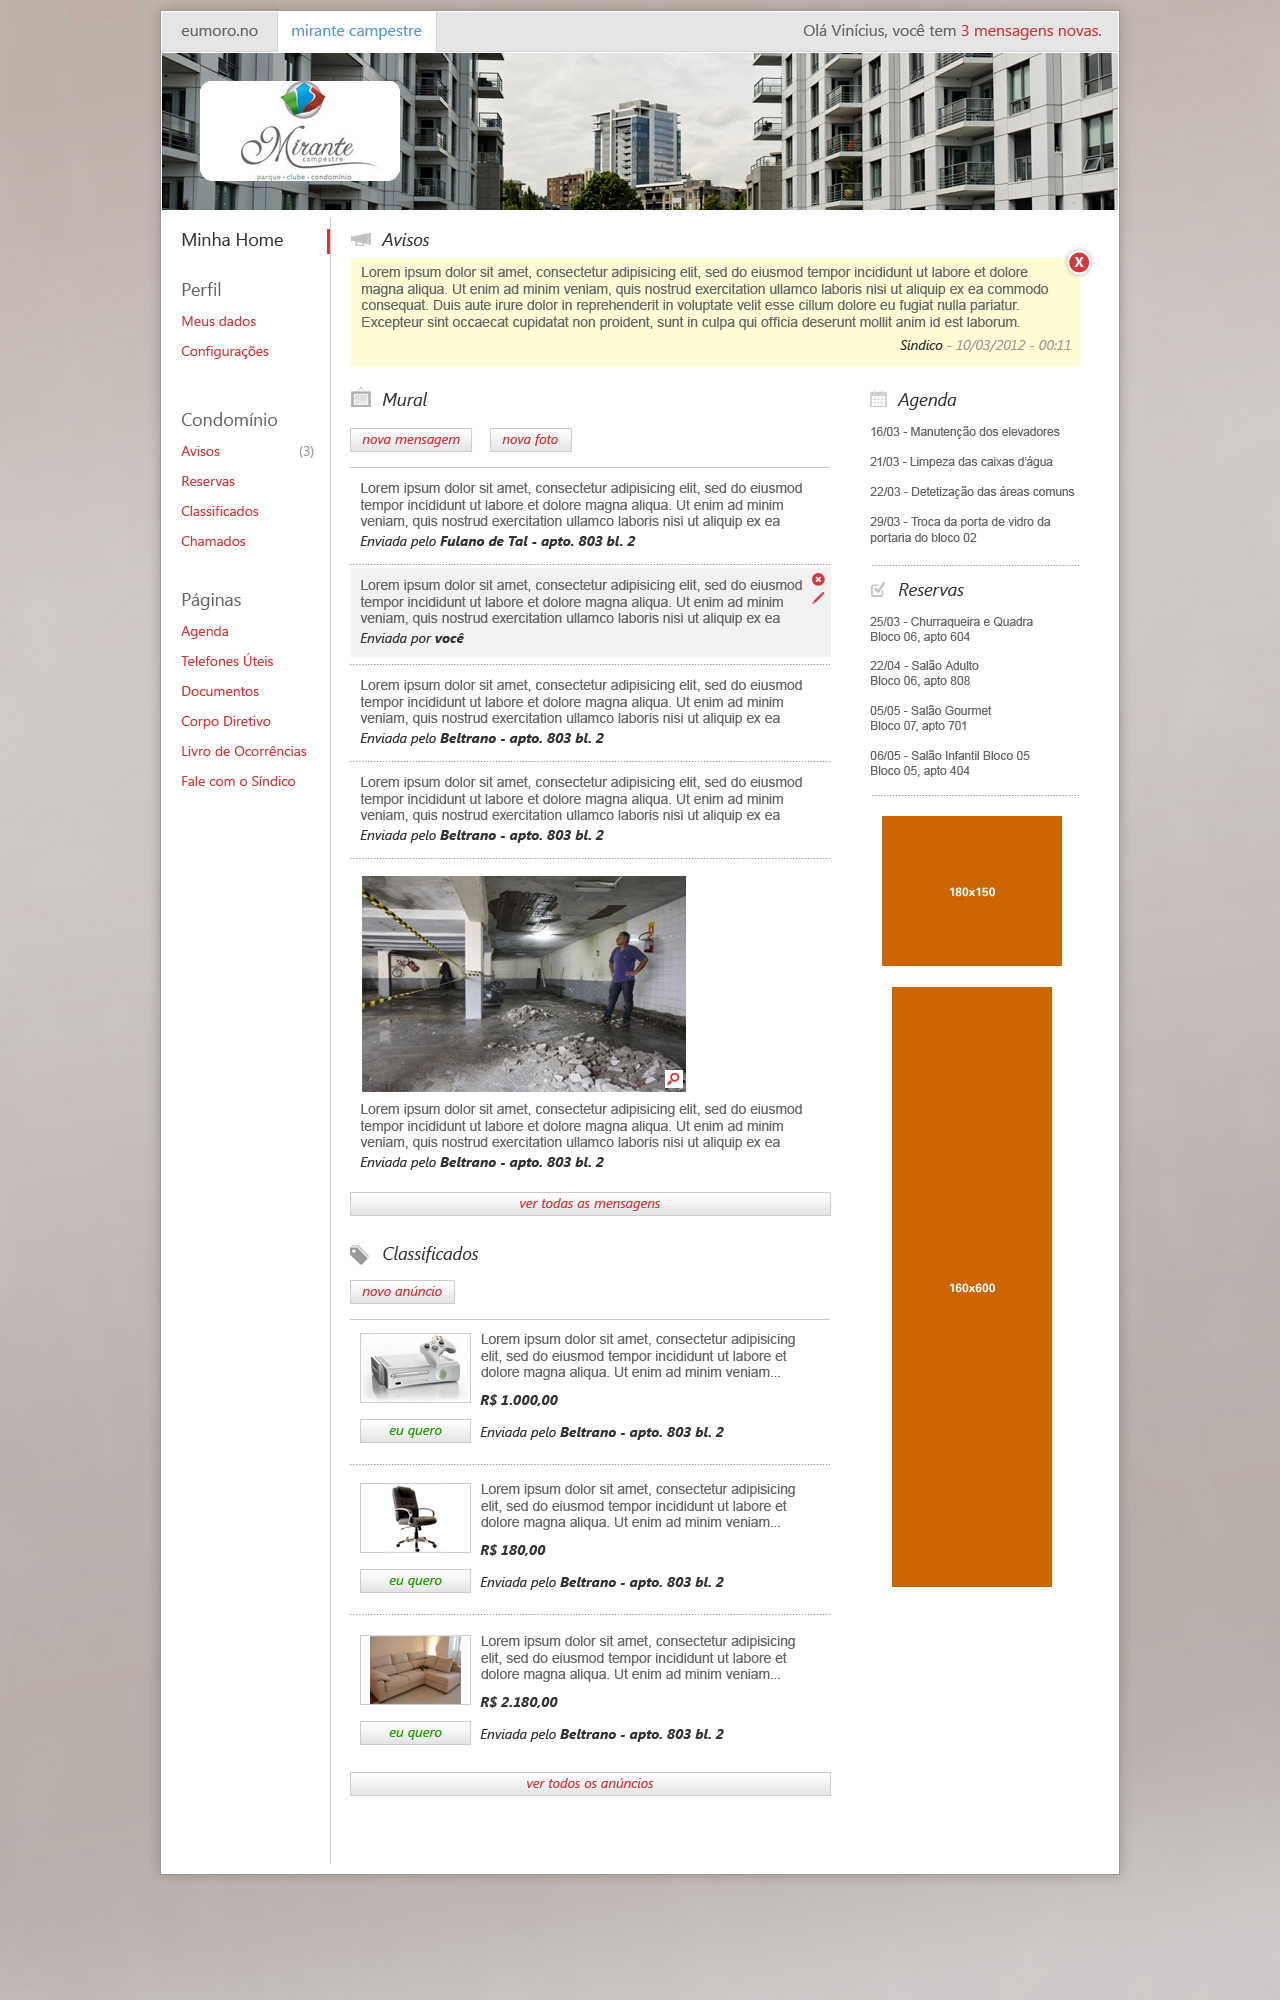 eumoro.no
mirante campestre
Olá Vinícius, você tem 3 mensagens novas.
Mirante
campestre
parque • clube • condomínio
Minha Home
Perfil
Meus dados
Configurações
Condomínio
Avisos (3)
Reservas
Classificados
Chamados
Páginas
Agenda
Telefones Úteis
Documentos
Corpo Diretivo
Livro de Ocorrências
Fale com o Síndico
Avisos
X
Lorem ipsum dolor sit amet, consectetur adipisicing elit, sed do eiusmod tempor incididunt ut labore et dolore
magna aliqua. Ut enim ad minim veniam, quis nostrud exercitation ullamco laboris nisi ut aliquip ex ea commodo
consequat. Duis aute irure dolor in reprehenderit in voluptate velit esse cillum dolore eu fugiat nulla pariatur.
Excepteur sint occaecat cupidatat non proident, sunt in culpa qui officia deserunt mollit anim id est laborum.
Síndico - 10/03/2012 - 00:11
Mural
nova mensagem
nova foto
Lorem ipsum dolor sit amet, consectetur adipisicing elit, sed do eiusmod
tempor incididunt ut labore et dolore magna aliqua. Ut enim ad minim
veniam, quis nostrud exercitation ullamco laboris nisi ut aliquip ex ea
Enviada pelo Fulano de Tal - apto. 803 bl. 2
Lorem ipsum dolor sit amet, consectetur adipisicing elit, sed do eiusmod
tempor incididunt ut labore et dolore magna aliqua. Ut enim ad minim
veniam, quis nostrud exercitation ullamco laboris nisi ut aliquip ex ea
Enviada por você
Lorem ipsum dolor sit amet, consectetur adipisicing elit, sed do eiusmod
tempor incididunt ut labore et dolore magna aliqua. Ut enim ad minim
veniam, quis nostrud exercitation ullamco laboris nisi ut aliquip ex ea
Enviada pelo Beltrano - apto. 803 bl. 2
Lorem ipsum dolor sit amet, consectetur adipisicing elit, sed do eiusmod
tempor incididunt ut labore et dolore magna aliqua. Ut enim ad minim
veniam, quis nostrud exercitation ullamco laboris nisi ut aliquip ex ea
Enviada pelo Beltrano - apto. 803 bl. 2
Lorem ipsum dolor sit amet, consectetur adipisicing elit, sed do eiusmod
tempor incididunt ut labore et dolore magna aliqua. Ut enim ad minim
veniam, quis nostrud exercitation ullamco laboris nisi ut aliquip ex ea
Enviada pelo Beltrano - apto. 803 bl. 2
ver todas as mensagens
Classificados
novo anúncio
Lorem ipsum dolor sit amet, consectetur adipisicing
elit, sed do eiusmod tempor incididunt ut labore et
dolore magna aliqua. Ut enim ad minim veniam...
R$ 1.000,00
eu quero
Enviada pelo Beltrano - apto. 803 bl. 2
Lorem ipsum dolor sit amet, consectetur adipisicing
elit, sed do eiusmod tempor incididunt ut labore et
dolore magna aliqua. Ut enim ad minim veniam...
R$ 180,00
eu quero
Enviada pelo Beltrano - apto. 803 bl. 2
Lorem ipsum dolor sit amet, consectetur adipisicing
elit, sed do eiusmod tempor incididunt ut labore et
dolore magna aliqua. Ut enim ad minim veniam...
R$ 2.180,00
eu quero
Enviada pelo Beltrano - apto. 803 bl. 2
ver todos os anúncios
Agenda
16/03 - Manutenção dos elevadores
21/03 - Limpeza das caixas d'água
22/03 - Detetização das áreas comuns
29/03 - Troca da porta de vidro da
portaria do bloco 02
Reservas
25/03 - Churraqueira e Quadra
Bloco 06, apto 604
22/04 - Salão Adulto
Bloco 06, apto 808
05/05 - Salão Gourmet
Bloco 07, apto 701
06/05 - Salão Infantil Bloco 05
Bloco 05, apto 404
180x150
160x600